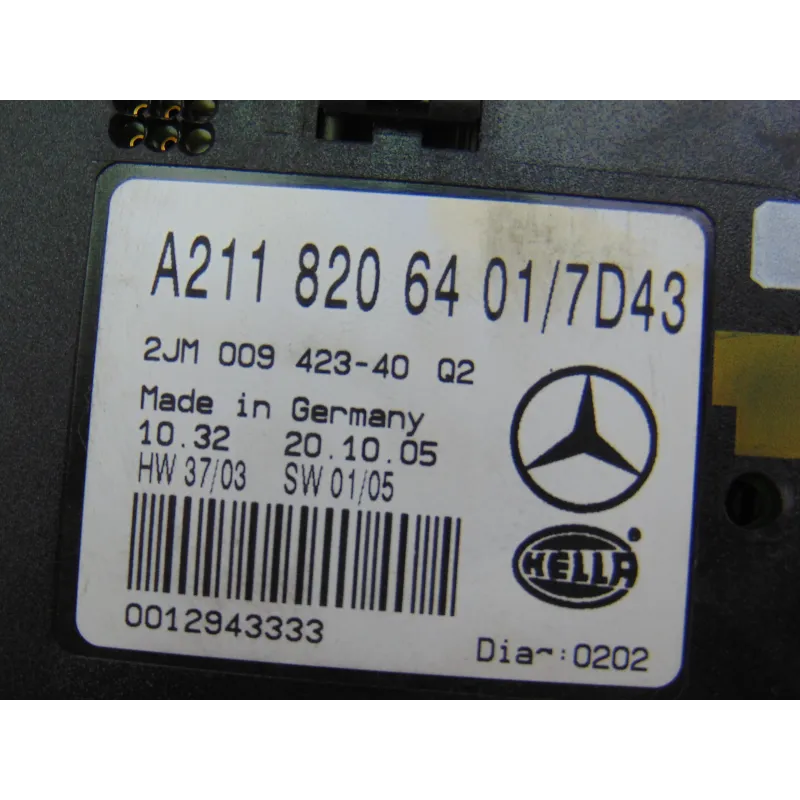 A211 820 64 01/7D43
2JM 009 423-40 Q2
Made in Germany
10.32 20.10.05
HW 37/03 SW 01/05
HELLA
0012943333
Dia~:0202